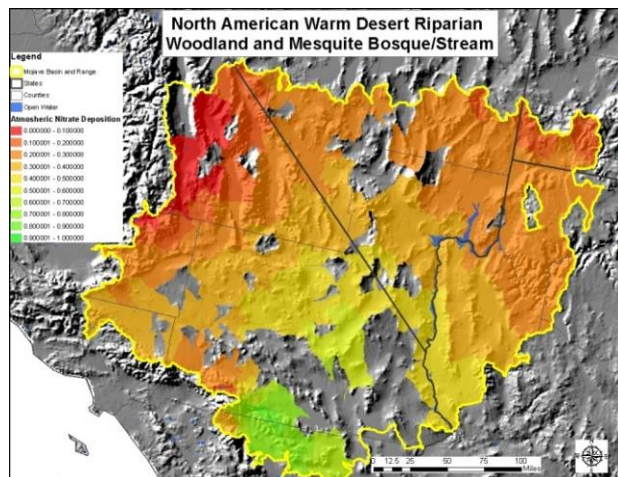 North American Warm Desert Riparian
Woodland and Mesquite Bosque/Stream
Legend
Mojave Basin and Range
States
Counties
Open Water
Atmosheric Nitrate Deposition
0.000000 - 0.100000
0.100001 - 0.200000
0.200001 - 0.300000
0.300001 - 0.400000
0.400001 - 0.500000
0.500001 - 0.600000
0.600001 - 0.700000
0.700001 - 0.800000
0.800001 - 0.900000
0.900001 - 1.000000
0 12.5 25 50 75 100
Miles